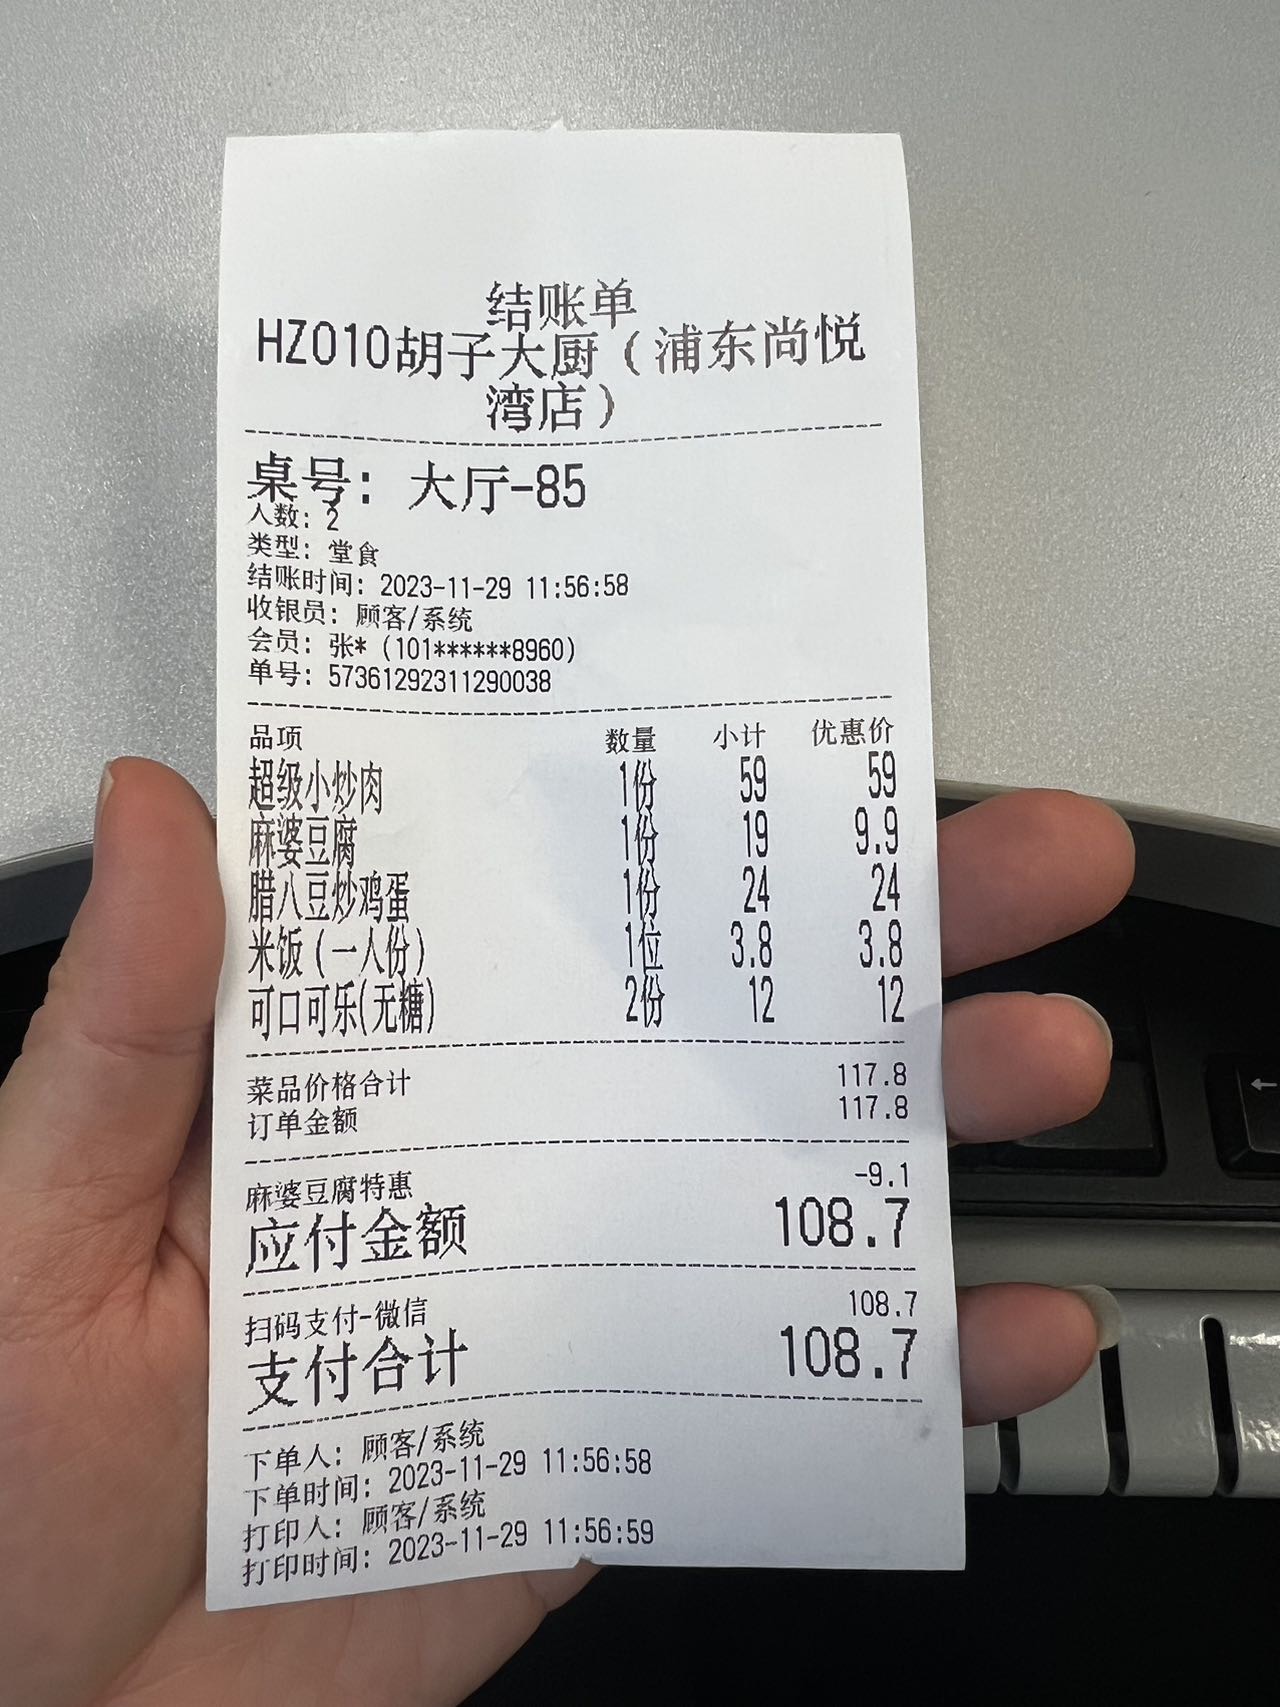 结账单
HZ010胡子大厨（浦东尚悦
湾店）
桌号：大厅-85
人数：2
类型：堂食
结账时间：2023-11-29 11:56:58
收银员：顾客/系统
会员：张*（101******8960）
单号：57361292311290038
品项 数量 小计 优惠价
超级小炒肉 1份 59 59
麻婆豆腐 1份 19 9.9
腊八豆炒鸡蛋 1份 24 24
米饭（一人份） 1位 3.8 3.8
可口可乐(无糖) 2份 12 12
菜品价格合计 117.8
订单金额 117.8
麻婆豆腐特惠 -9.1
应付金额 108.7
扫码支付-微信 108.7
支付合计 108.7
下单人：顾客/系统
下单时间：2023-11-29 11:56:58
打印人：顾客/系统
打印时间：2023-11-29 11:56:59